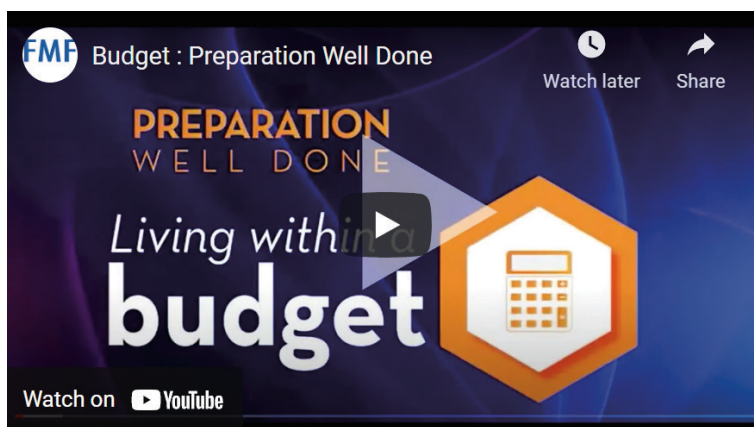 FMF
Budget : Preparation Well Done
Watch later
Share
PREPARATION
WELL DONE
Living within a
budget
Watch on YouTube